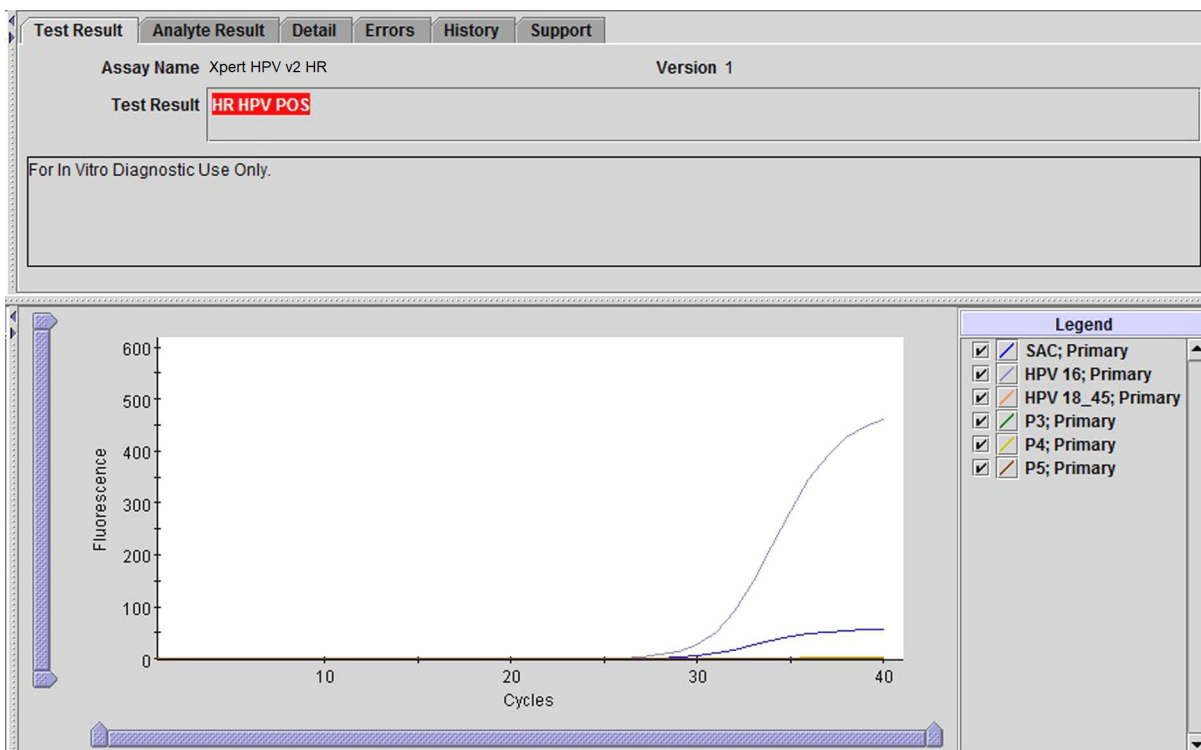 Test Result Analyte Result Detail Errors History Support
Assay Name Xpert HPV v2 HR Version 1
Test Result HR HPV POS
For In Vitro Diagnostic Use Only.
600
500
400
300
200
100
0
Fluorescence
10 20 30 40
Cycles
Legend
SAC; Primary
HPV 16; Primary
HPV 18_45; Primary
P3; Primary
P4; Primary
P5; Primary